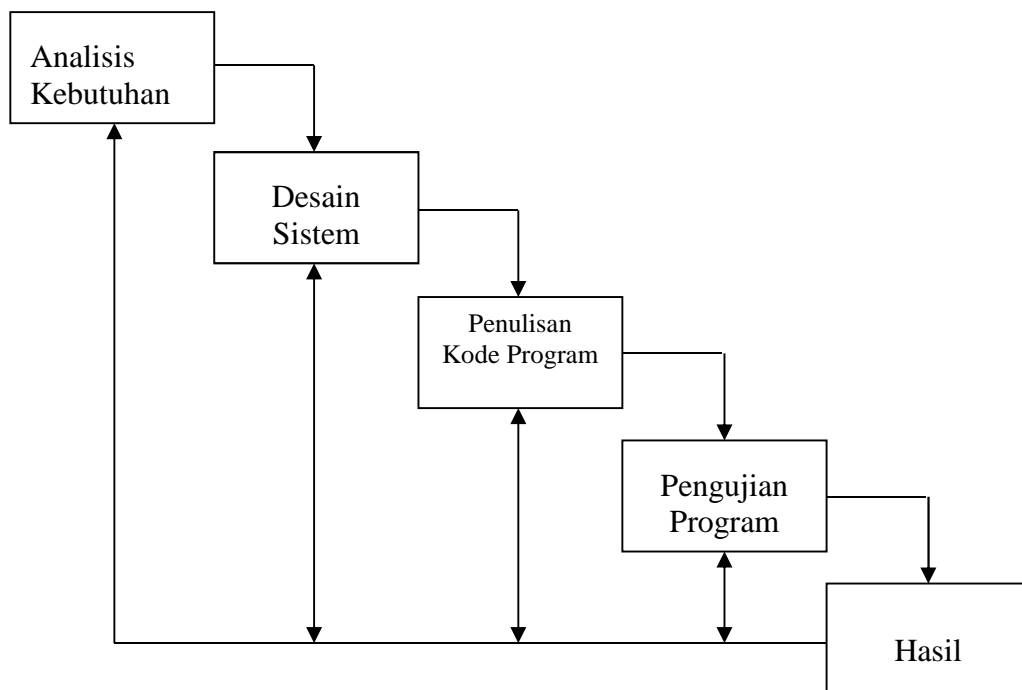 Analisis
Kebutuhan
Desain
Sistem
Penulisan
Kode Program
Pengujian
Program
Hasil